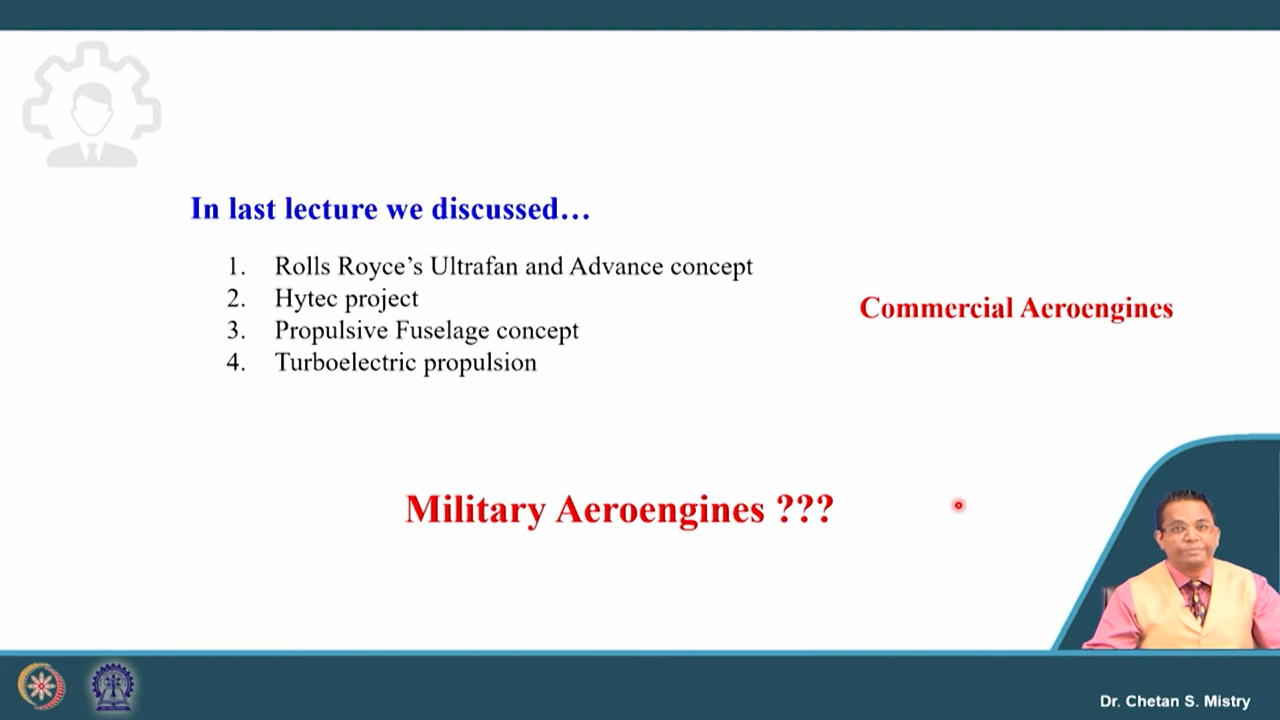 In last lecture we discussed…
1. Rolls Royce's Ultrafan and Advance concept
2. Hytec project
3. Propulsive Fuselage concept
4. Turboelectric propulsion
Commercial Aeroengines
Military Aeroengines ???
Dr. Chetan S. Mistry